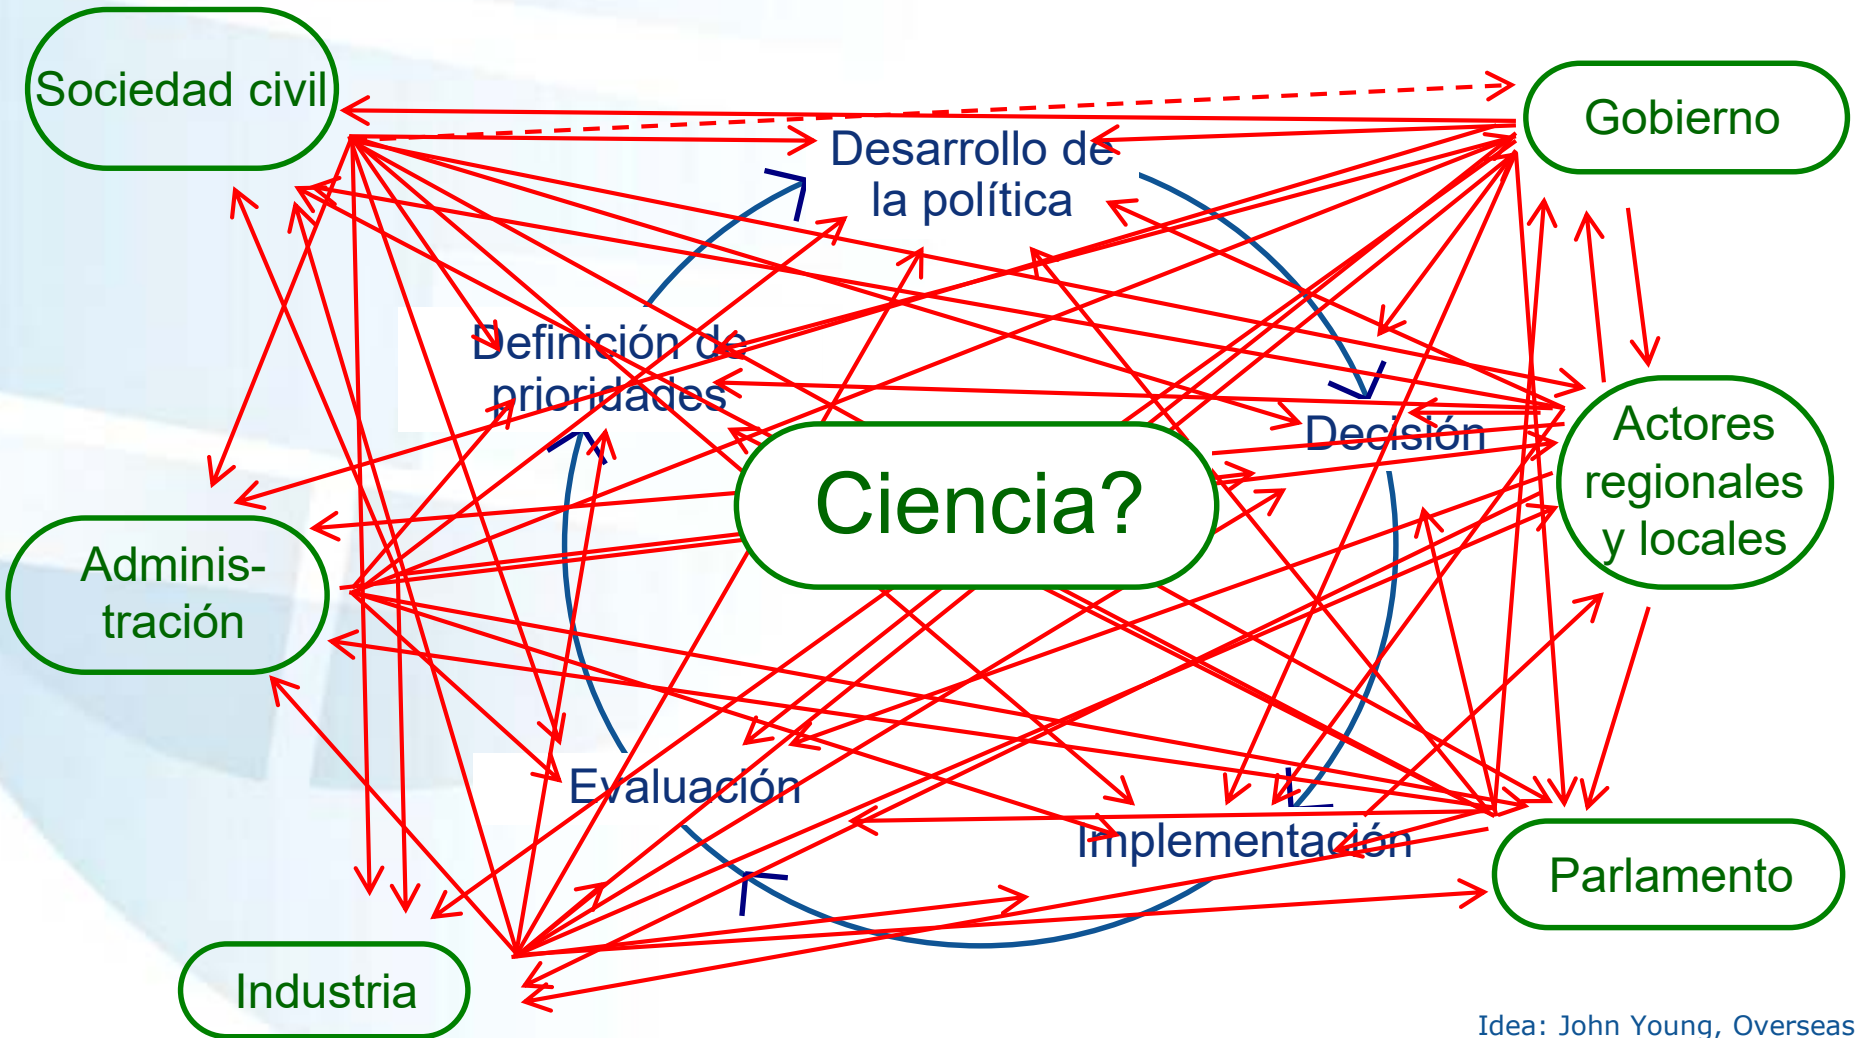 Sociedad civil
Gobierno
Desarrollo de
la política
Definición de
prioridades
Decisión
Actores
regionales
y locales
Ciencia?
Adminis-
tración
Evaluación
Implementación
Parlamento
Industria
Idea: John Young, Overseas